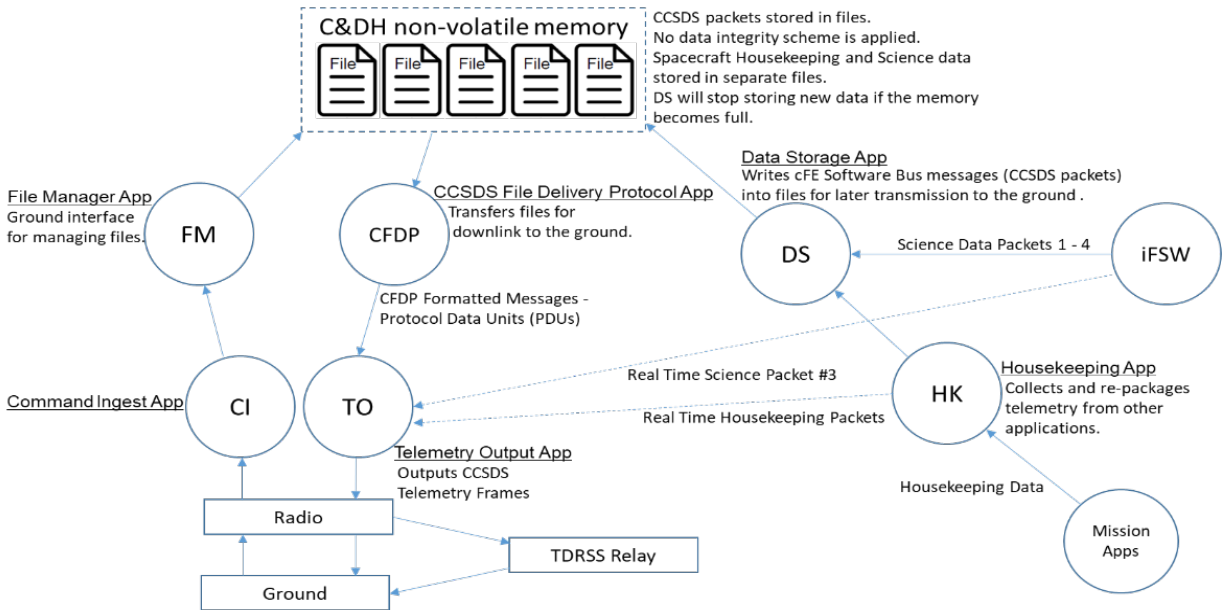 C&DH non-volatile memory
File
File
File
File
File
CCSDS packets stored in files.
No data integrity scheme is applied.
Spacecraft Housekeeping and Science data
stored in separate files.
DS will stop storing new data if the memory
becomes full.
File Manager App
Ground interface
for managing files.
FM
CFDP
CCSDS File Delivery Protocol App
Transfers files for
downlink to the ground.
Data Storage App
Writes cFE Software Bus messages (CCSDS packets)
into files for later transmission to the ground .
DS
Science Data Packets 1 - 4
iFSW
CFDP Formatted Messages -
Protocol Data Units (PDUs)
Command Ingest App
CI
TO
Real Time Science Packet #3
Real Time Housekeeping Packets
HK
Housekeeping App
Collects and re-packages
telemetry from other
applications.
Telemetry Output App
Outputs CCSDS
Telemetry Frames
Housekeeping Data
Mission
Apps
Radio
TDRSS Relay
Ground